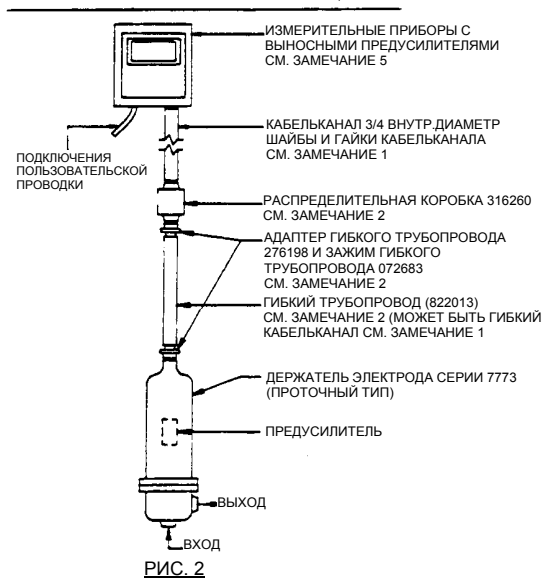 ИЗМЕРИТЕЛЬНЫЕ ПРИБОРЫ С
ВЫНОСНЫМИ ПРЕДУСИЛИТЕЛЯМИ
СМ. ЗАМЕЧАНИЕ 5
КАБЕЛЬКАНАЛ 3/4 ВНУТР.ДИАМЕТР
ШАЙБЫ И ГАЙКИ КАБЕЛЬКАНАЛА
СМ. ЗАМЕЧАНИЕ 1
ПОДКЛЮЧЕНИЯ
ПОЛЬЗОВАТЕЛЬСКОЙ
ПРОВОДКИ
РАСПРЕДЕЛИТЕЛЬНАЯ КОРОБКА 316260
СМ. ЗАМЕЧАНИЕ 2
АДАПТЕР ГИБКОГО ТРУБОПРОВОДА
276198 И ЗАЖИМ ГИБКОГО
ТРУБОПРОВОДА 072683
СМ. ЗАМЕЧАНИЕ 2
ГИБКИЙ ТРУБОПРОВОД (822013)
СМ. ЗАМЕЧАНИЕ 2 (МОЖЕТ БЫТЬ ГИБКИЙ
КАБЕЛЬКАНАЛ СМ. ЗАМЕЧАНИЕ 1
ДЕРЖАТЕЛЬ ЭЛЕКТРОДА СЕРИИ 7773
(ПРОТОЧНЫЙ ТИП)
ПРЕДУСИЛИТЕЛЬ
ВЫХОД
ВХОД
РИС. 2